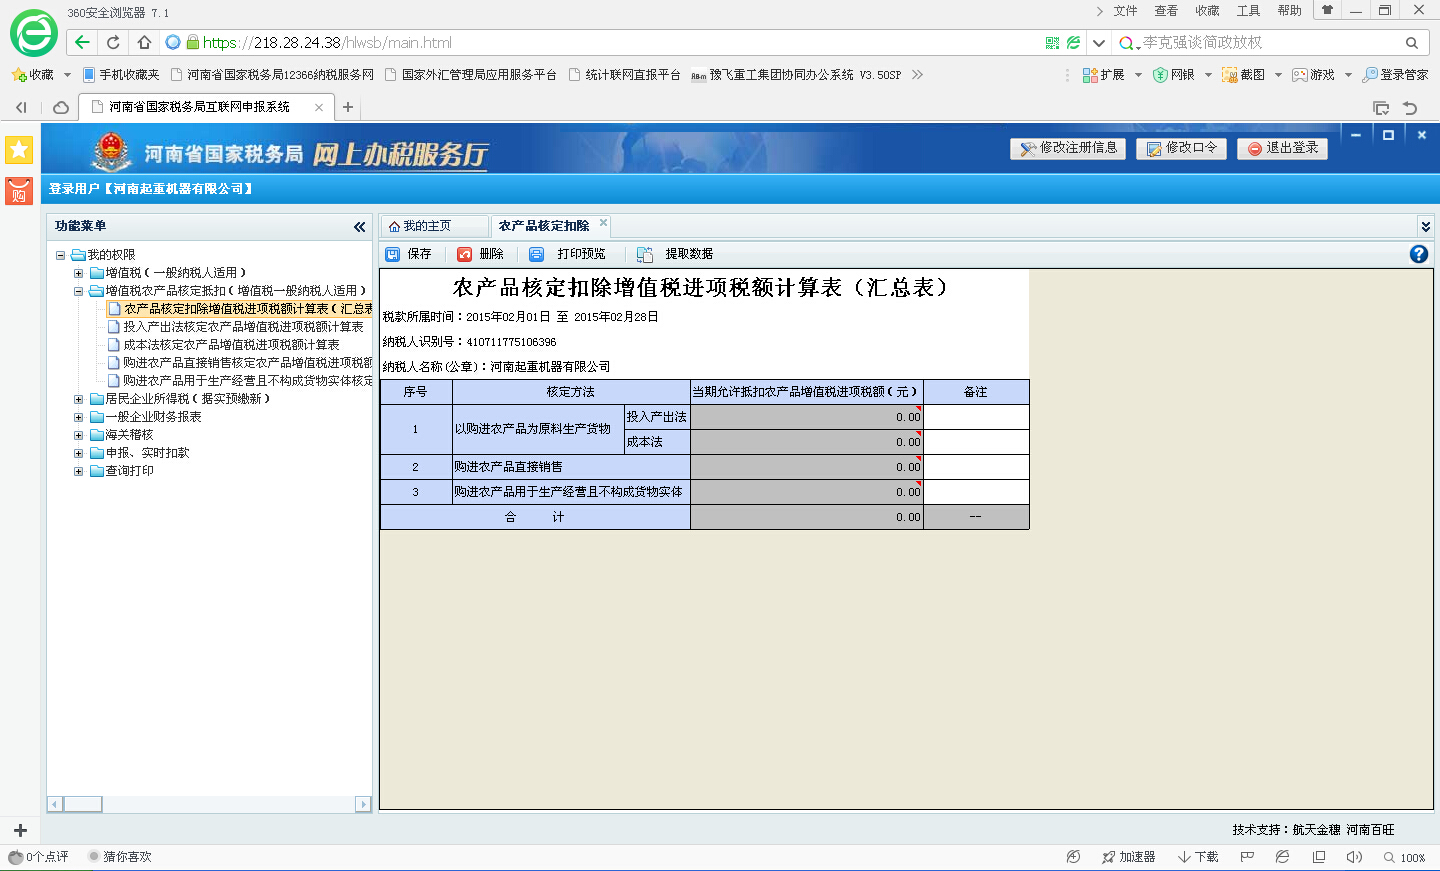 360安全浏览器 7.1
文件 查看 收藏 工具 帮助
https://218.28.24.38/hlwsb/main.html
李克强谈简政放权
收藏 手机收藏夹 河南省国家税务局12366纳税服务网 国家外汇管理局应用服务平台 统计联网直报平台 豫飞重工集团协同办公系统 V3.50SP
扩展 网银 截图 游戏 登录管家
河南省国家税务局互联网申报系统
购
河南省国家税务局 网上办税服务厅
修改注册信息 修改口令 退出登录
登录用户【河南起重机器有限公司】
功能菜单
我的主页 农产品核定扣除
保存 删除 打印预览 提取数据
我的权限
增值税（一般纳税人适用）
增值税农产品核定抵扣（增值税一般纳税人适用）
农产品核定扣除增值税进项税额计算表（汇总表
投入产出法核定农产品增值税进项税额计算表
成本法核定农产品增值税进项税额计算表
购进农产品直接销售核定农产品增值税进项税额
购进农产品用于生产经营且不构成货物实体核定
居民企业所得税（据实预缴新）
一般企业财务报表
海关稽核
申报、实时扣款
查询打印
农产品核定扣除增值税进项税额计算表（汇总表）
税款所属时间：2015年02月01日 至 2015年02月28日
纳税人识别号：410711775106396
纳税人名称(公章)：河南起重机器有限公司
序号 核定方法 当期允许抵扣农产品增值税进项税额（元） 备注
1 以购进农产品为原料生产货物 投入产出法 0.00
成本法 0.00
2 购进农产品直接销售 0.00
3 购进农产品用于生产经营且不构成货物实体 0.00
合 计 0.00 --
技术支持：航天金穗 河南百旺
0个点评 猜你喜欢
加速器 下载 100%